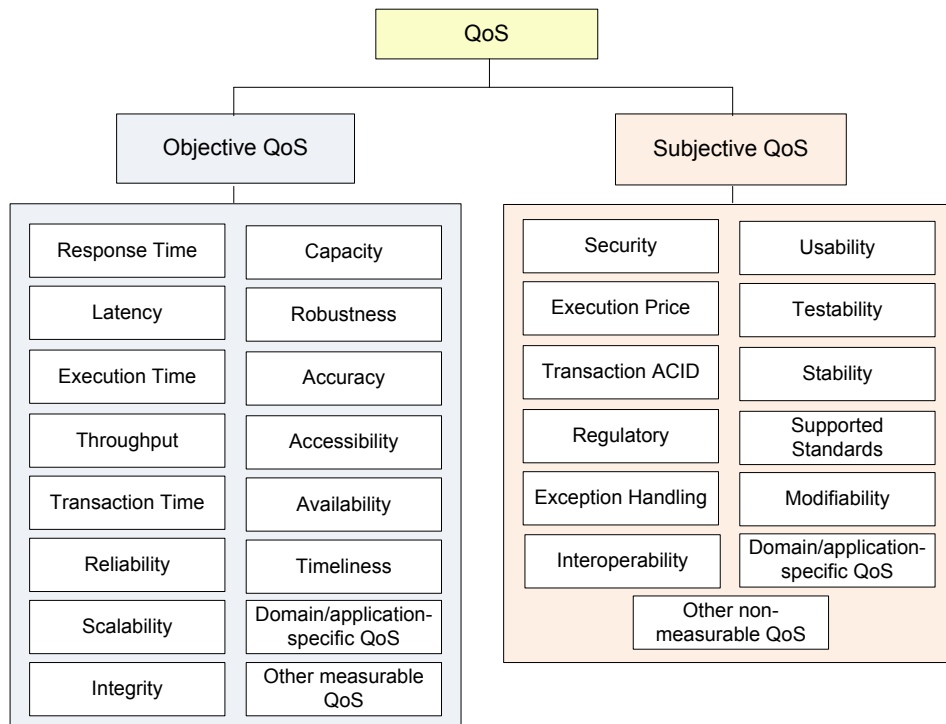 QoS
Objective QoS
Response Time
Latency
Execution Time
Throughput
Transaction Time
Reliability
Scalability
Integrity
Capacity
Robustness
Accuracy
Accessibility
Availability
Timeliness
Domain/application-
specific QoS
Other measurable
QoS
Subjective QoS
Security
Execution Price
Transaction ACID
Regulatory
Exception Handling
Interoperability
Usability
Testability
Stability
Supported
Standards
Modifiability
Domain/application-
specific QoS
Other non-
measurable QoS